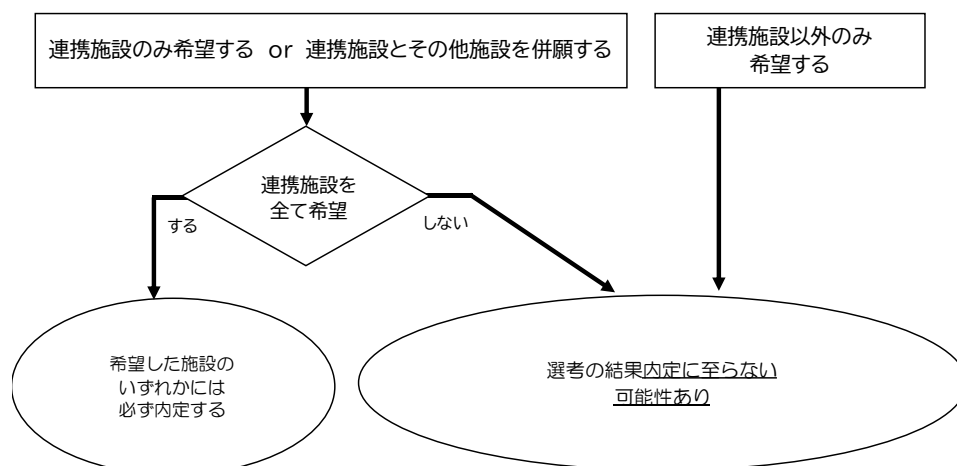 連携施設のみ希望する or 連携施設とその他施設を併願する
連携施設以外のみ
希望する
連携施設を
全て希望
する
しない
希望した施設の
いずれかには
必ず内定する
選考の結果内定に至らない
可能性あり